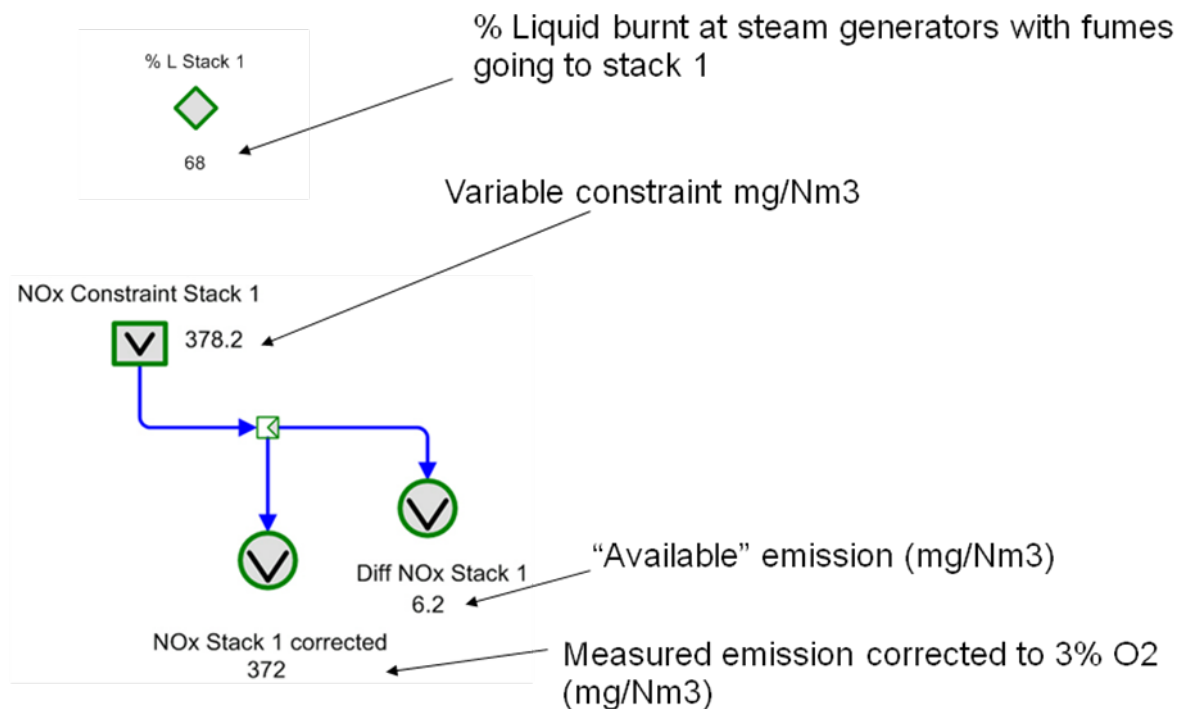 % Liquid burnt at steam generators with fumes
going to stack 1
% L Stack 1
68
Variable constraint mg/Nm3
NOx Constraint Stack 1
378.2
“Available” emission (mg/Nm3)
Diff NOx Stack 1
6.2
NOx Stack 1 corrected
372
Measured emission corrected to 3% O2
(mg/Nm3)